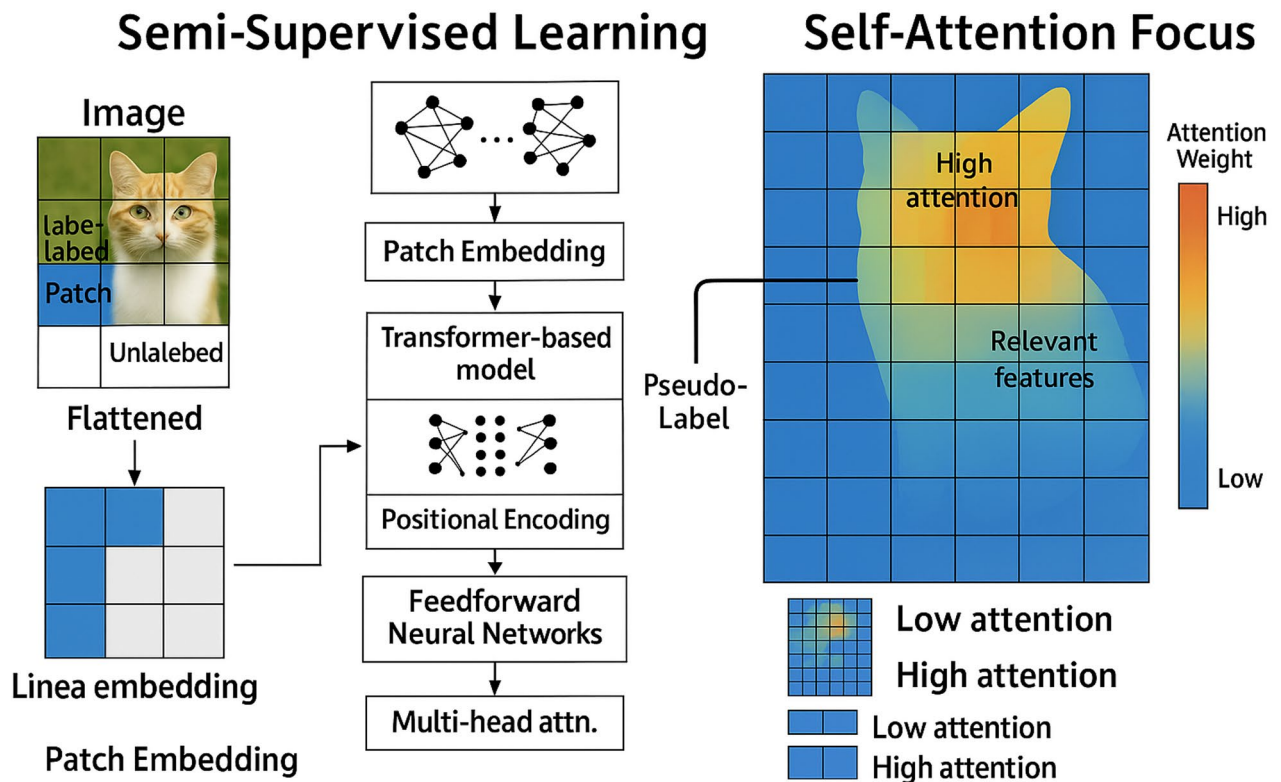 Semi-Supervised Learning
Image
labe-
labed
Patch
Unlalebed
Flattened
Linea embedding
Patch Embedding
Patch Embedding
Transformer-based
model
Positional Encoding
Feedforward
Neural Networks
Multi-head attn.
Self-Attention Focus
High
attention
Relevant
features
Pseudo-
Label
Attention
Weight
High
Low
Low attention
High attention
Low attention
High attention